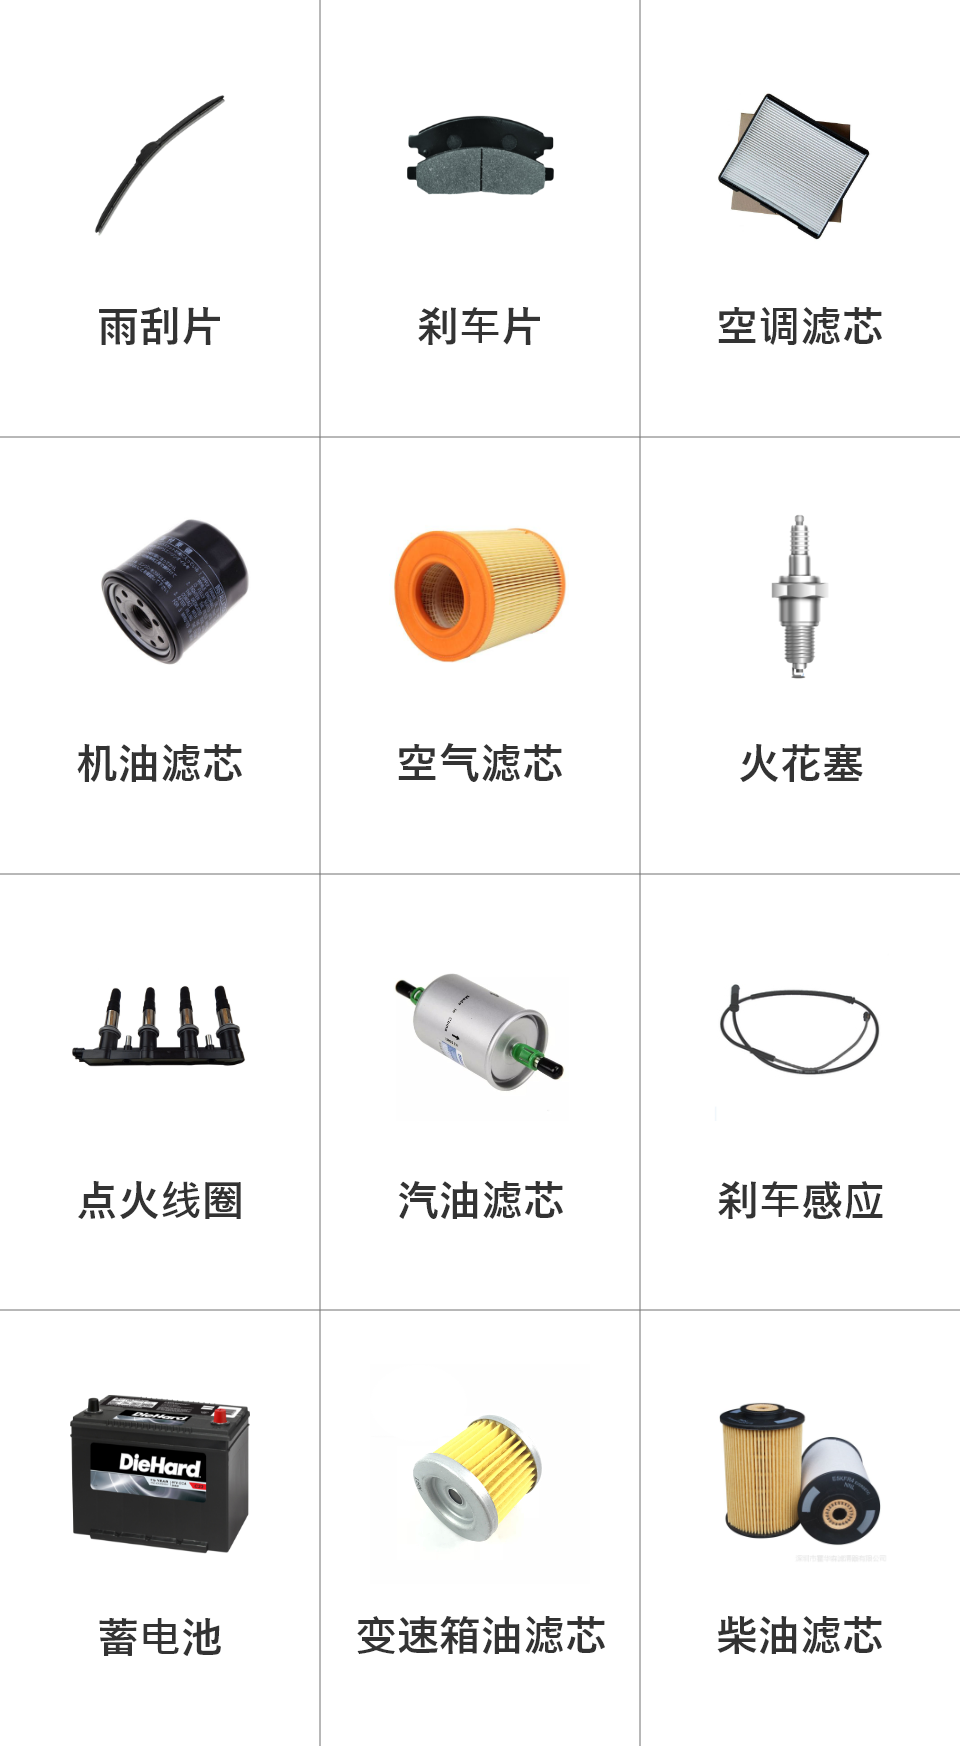 雨刮片
刹车片
空调滤芯
机油滤芯
空气滤芯
火花塞
点火线圈
汽油滤芯
刹车感应
DieHard
DieHard
蓄电池
变速箱油滤芯
柴油滤芯